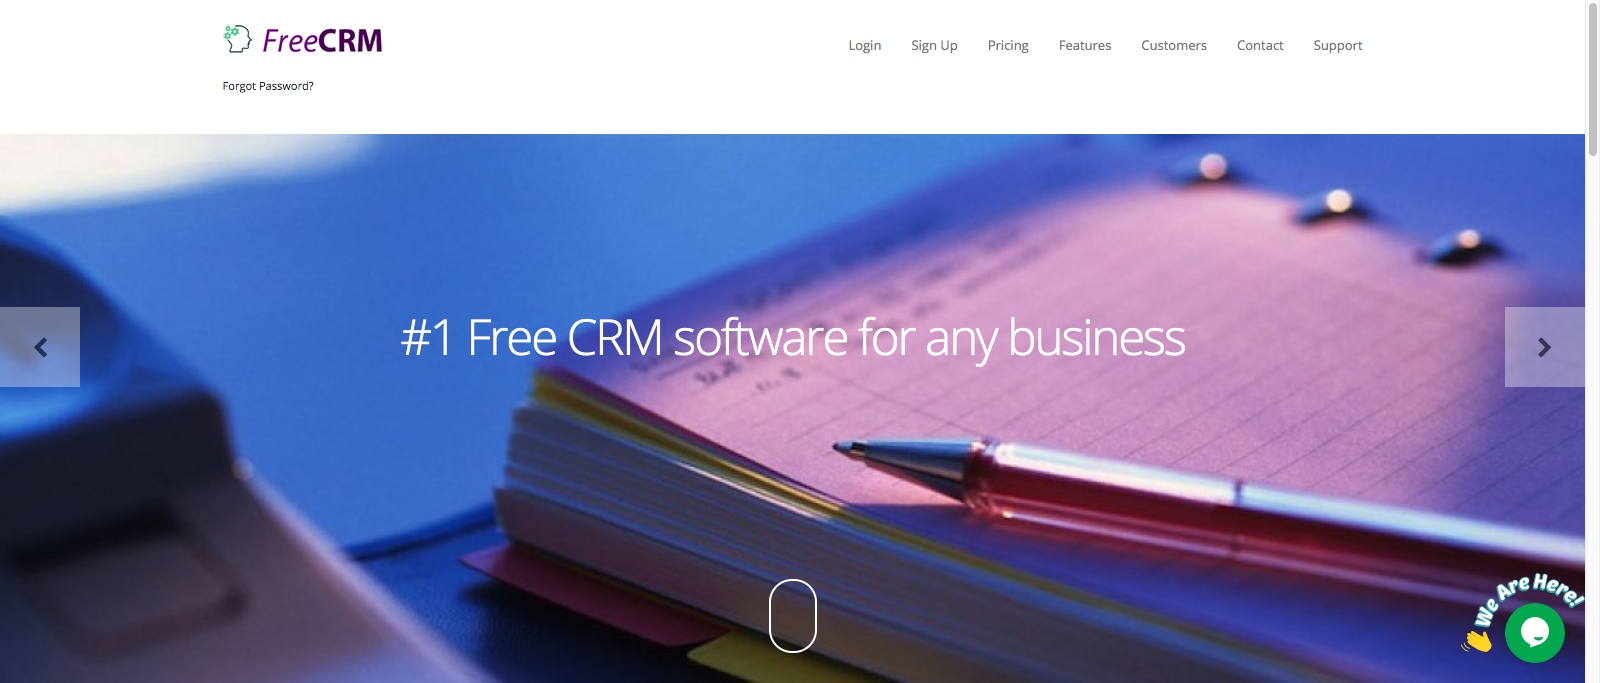 FreeCRM
Login Sign Up Pricing Features Customers Contact Support
Forgot Password?
#1 Free CRM software for any business
We Are Here!